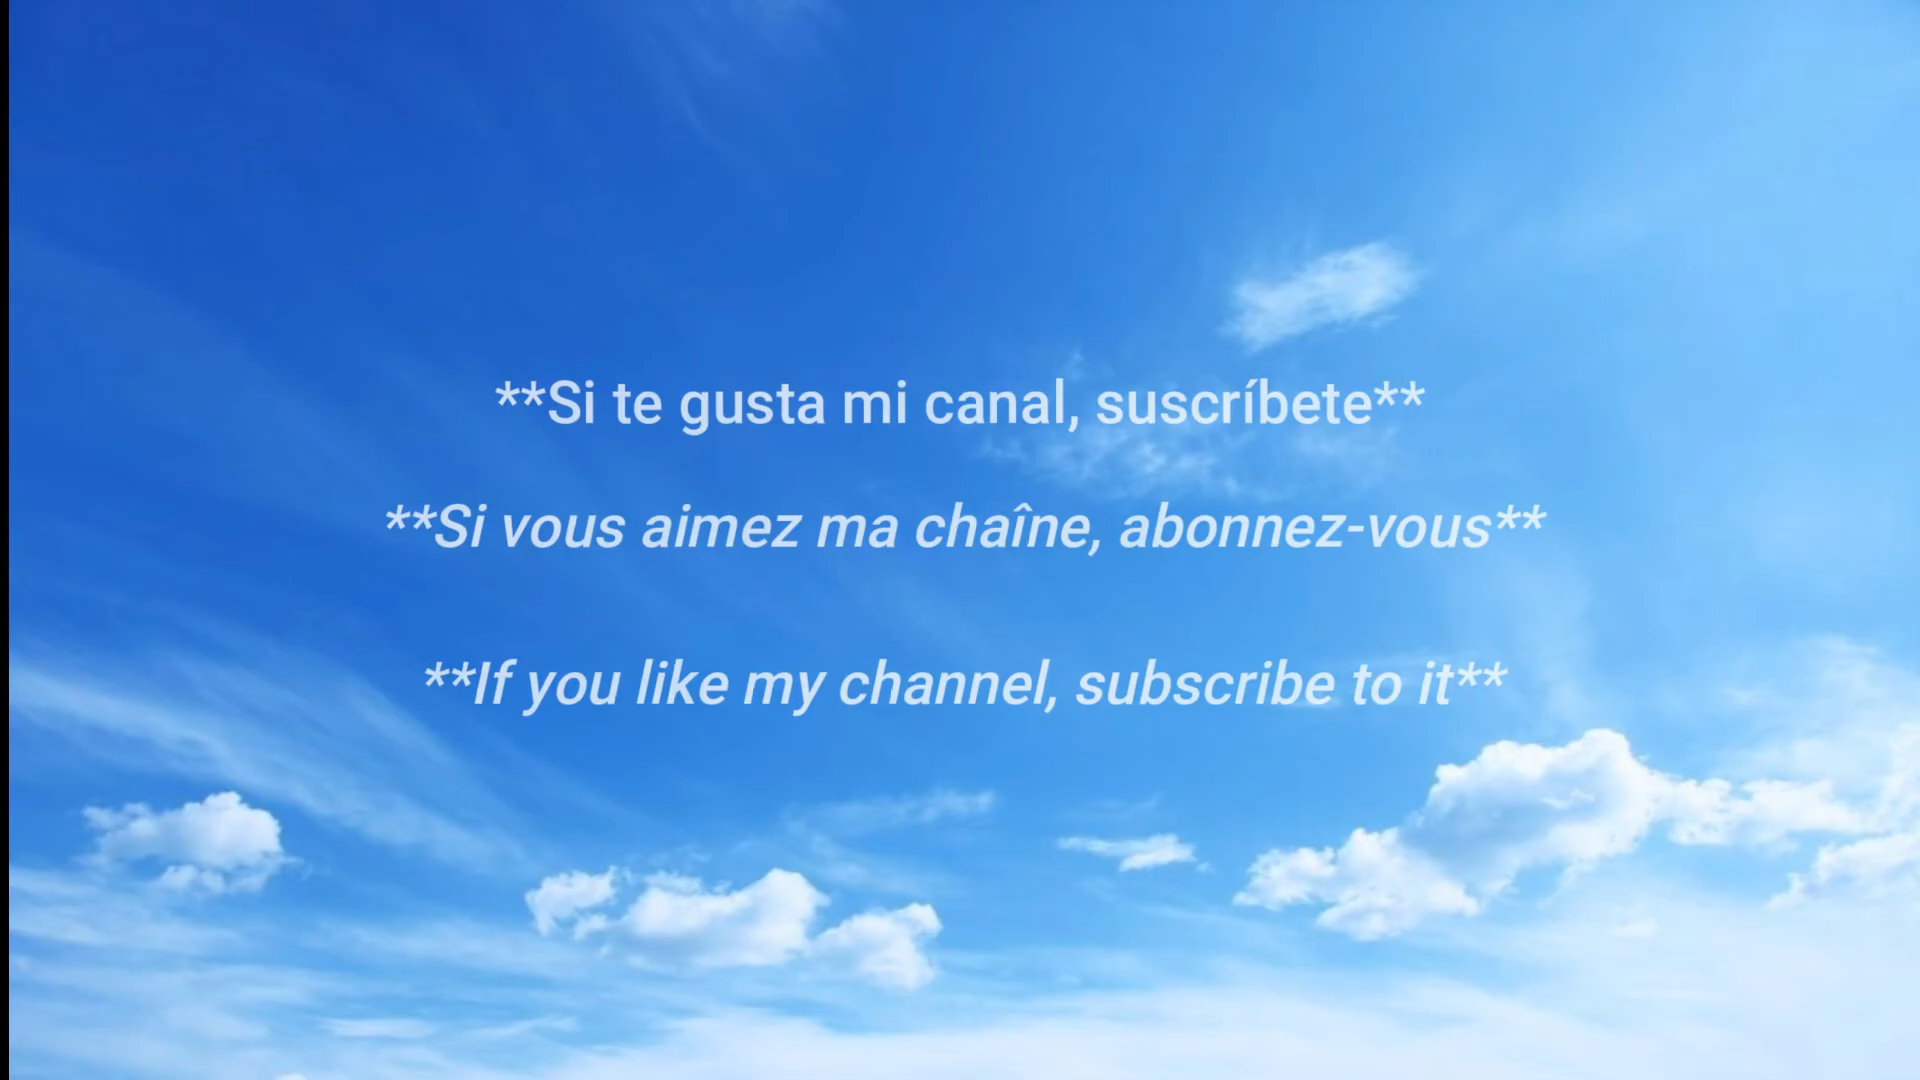 **Si te gusta mi canal, suscríbete**
**Si vous aimez ma chaîne, abonnez-vous**
**If you like my channel, subscribe to it**